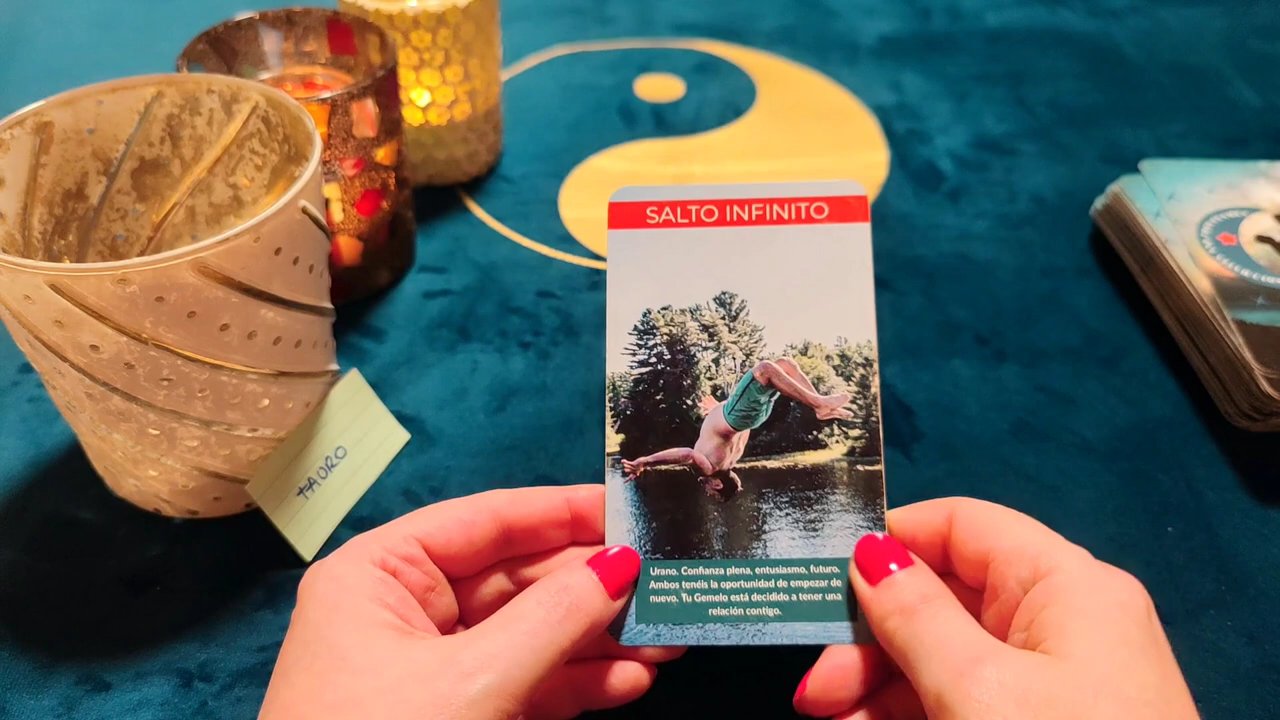 SALTO INFINITO
Urano. Confianza plena, entusiasmo, futuro.
Ambos tenéis la oportunidad de empezar de
nuevo. Tu Gemelo está decidido a tener una
relación contigo.
TAURO